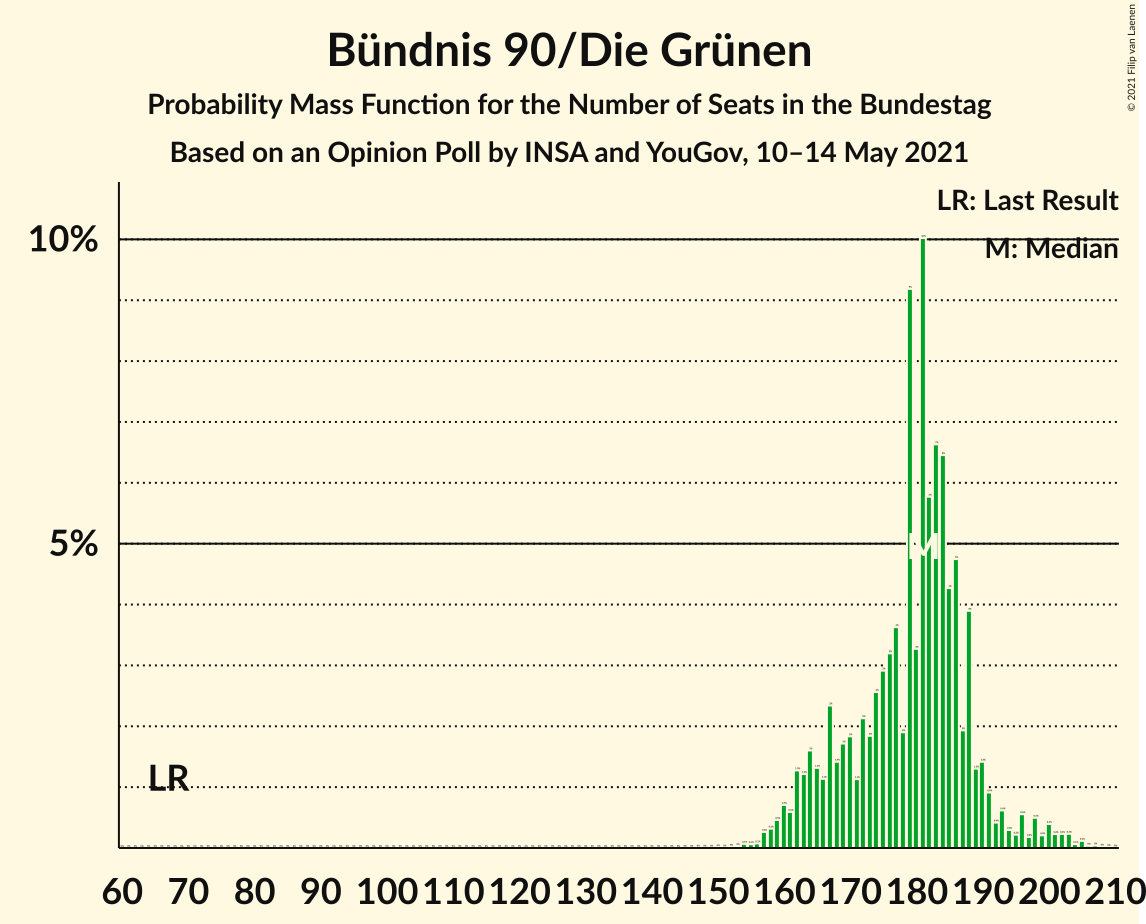 Bündnis 90/Die Grünen
Probability Mass Function for the Number of Seats in the Bundestag
Based on an Opinion Poll by INSA and YouGov, 10–14 May 2021
© 2021 Filip van Laenen
LR: Last Result
M: Median
10%
5%
M
LR
60 70 80 90 100 110 120 130 140 150 160 170 180 190 200 210